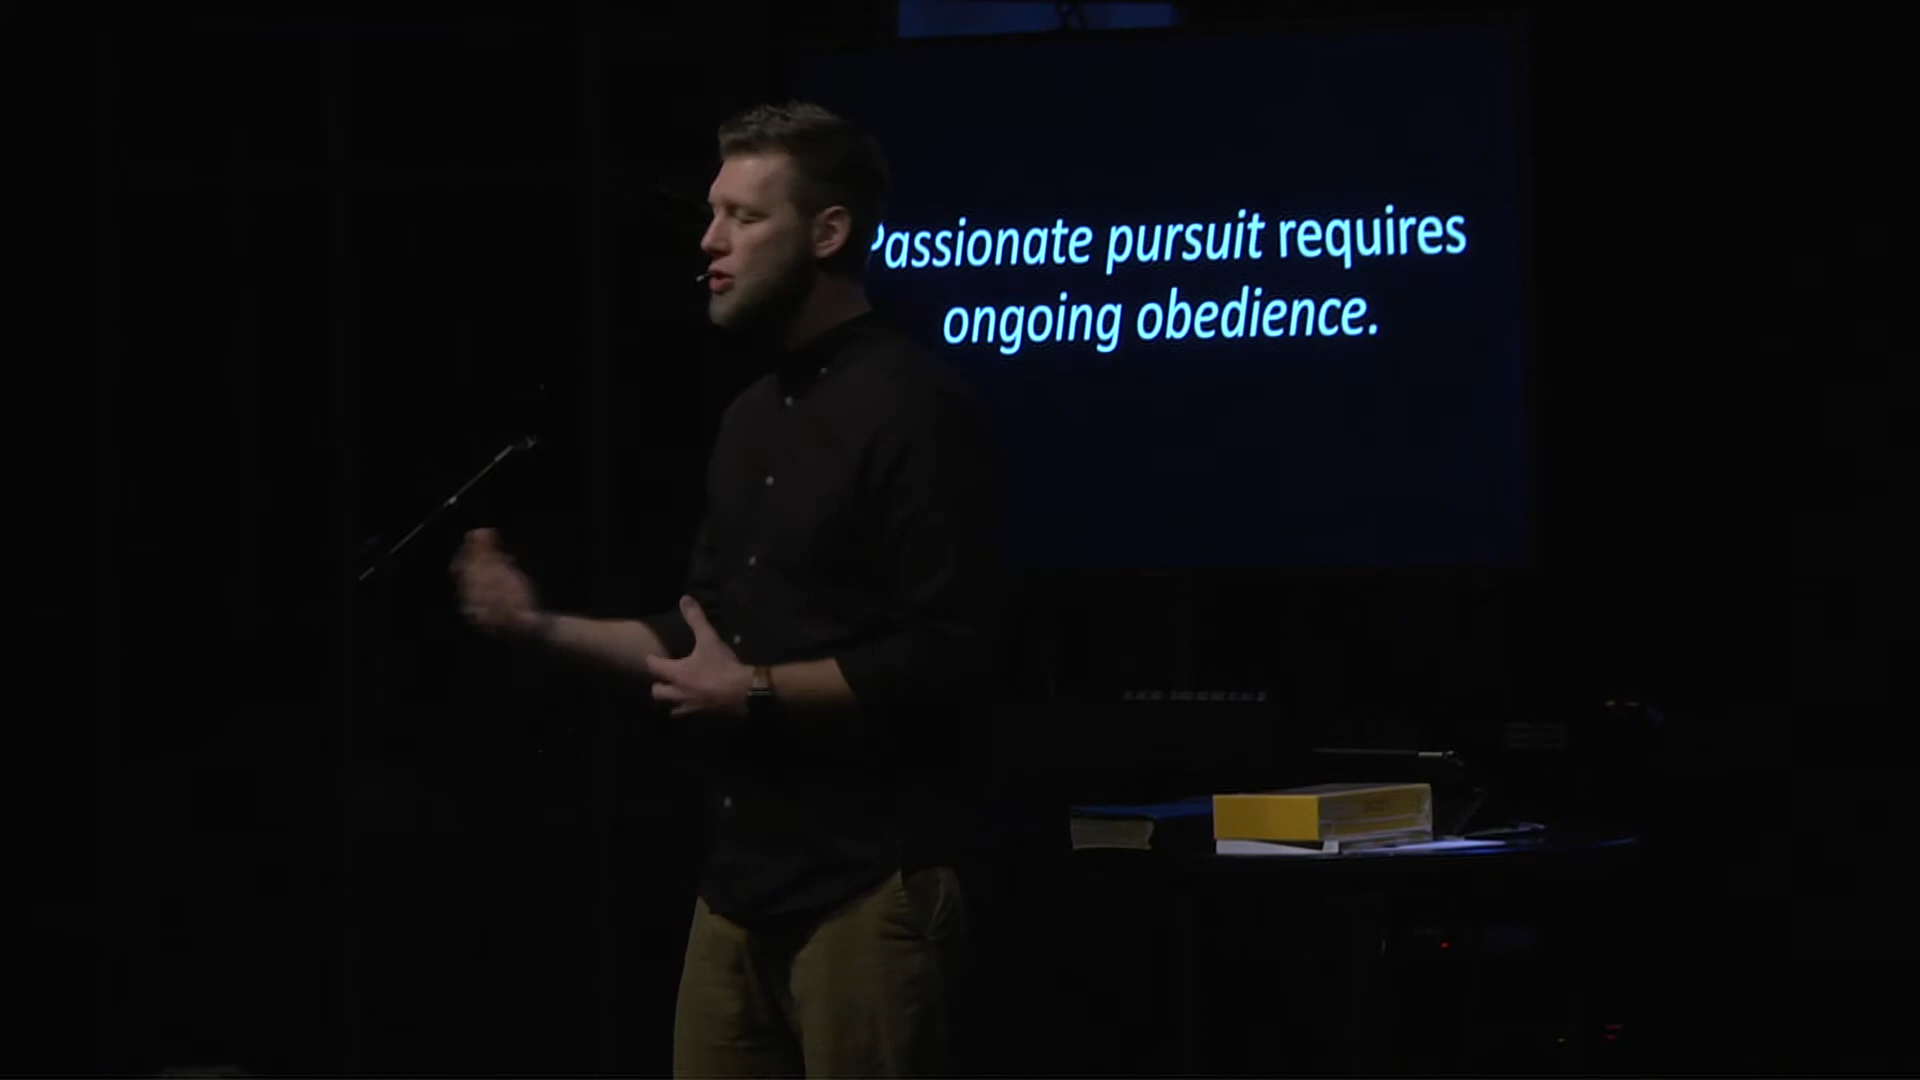 Passionate pursuit requires
ongoing obedience.